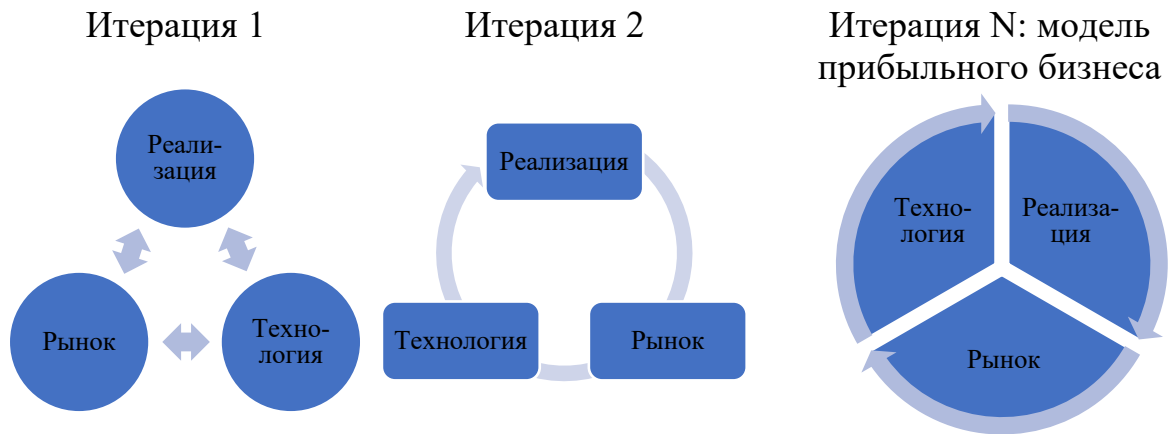 Итерация 1
Реали-
зация
Рынок
Техно-
логия
Итерация 2
Реализация
Технология
Рынок
Итерация N: модель
прибыльного бизнеса
Техно-
логия
Реализа-
ция
Рынок